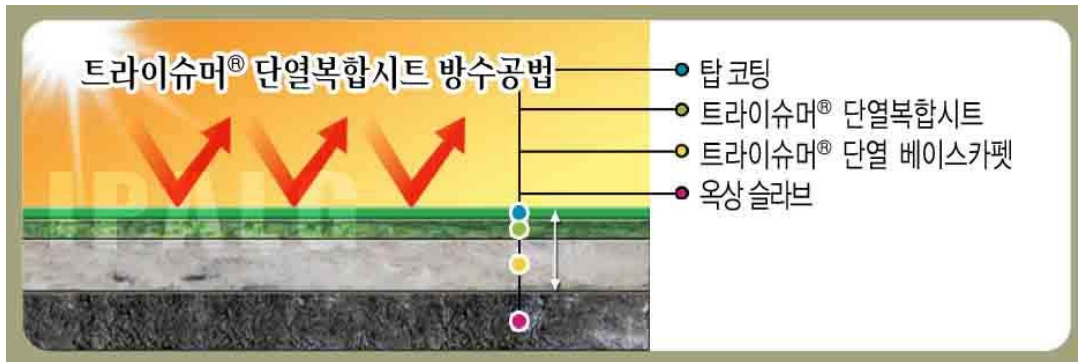 트라이슈머® 단열복합시트 방수공법
탑 코팅
트라이슈머® 단열복합시트
트라이슈머® 단열 베이스카펫
옥상 슬라브
IPALG